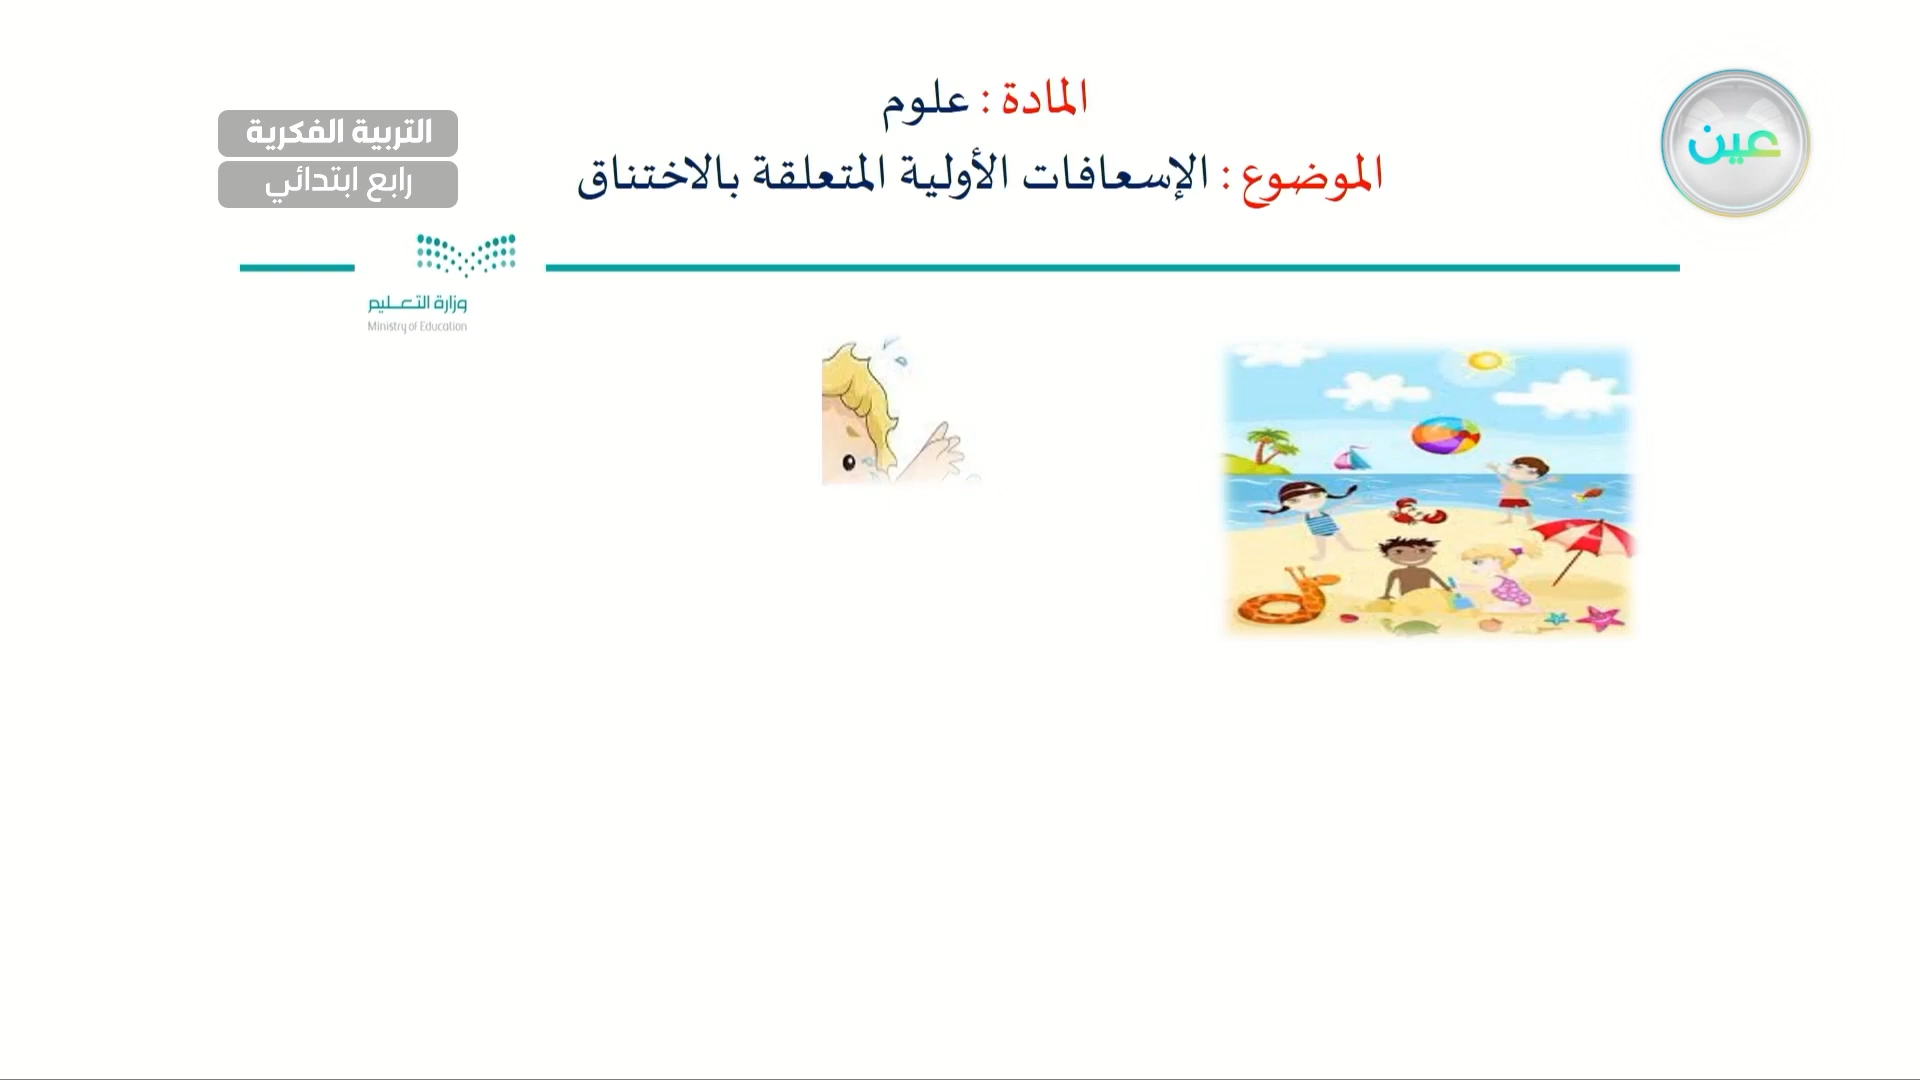 المادة : علوم
الموضوع : الإسعافات الأولية المتعلقة بالاختناق
عين
التربية الفكرية
رابع ابتدائي
وزارة التعليم
Ministry of Education